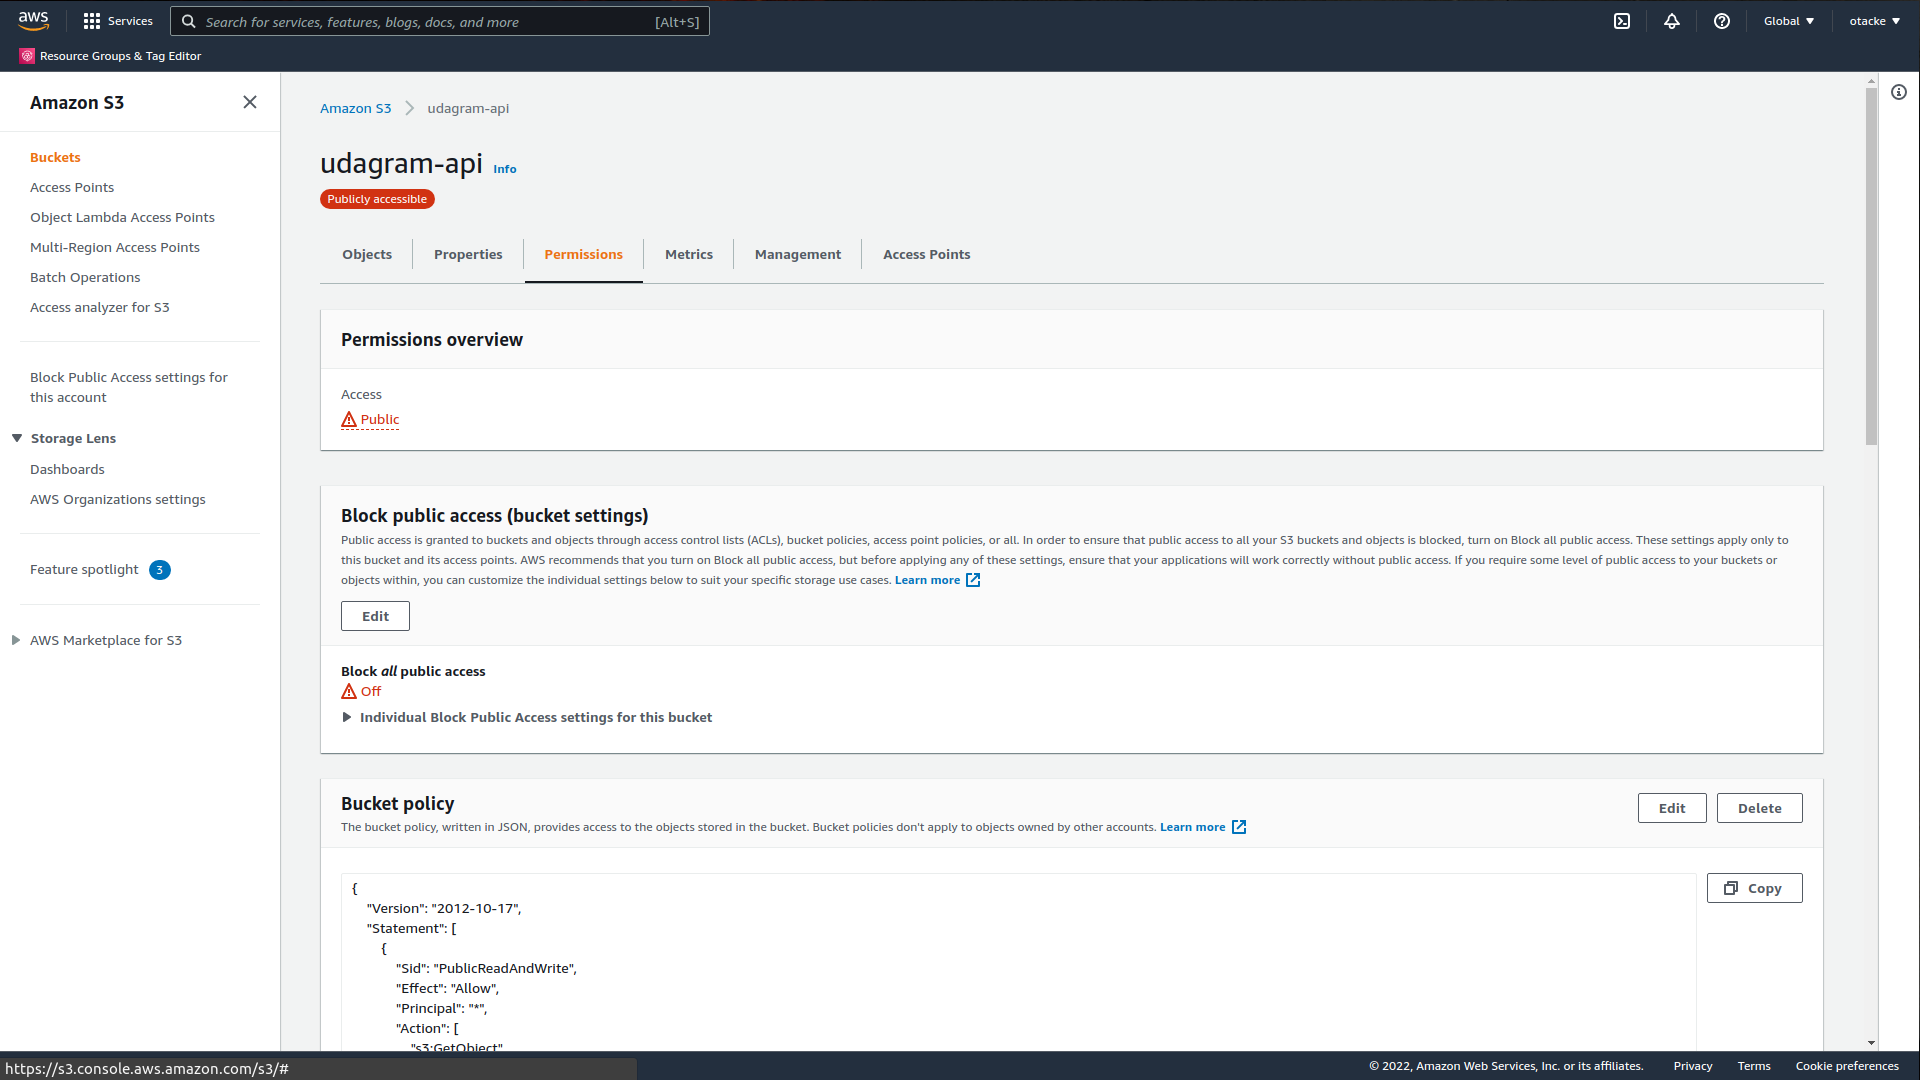 aws
Services
Search for services, features, blogs, docs, and more
[Alt+S]
Global
otacke
Resource Groups & Tag Editor
Amazon S3
Buckets
Access Points
Object Lambda Access Points
Multi-Region Access Points
Batch Operations
Access analyzer for S3
Block Public Access settings for
this account
Storage Lens
Dashboards
AWS Organizations settings
Feature spotlight 3
AWS Marketplace for S3
Amazon S3 udagram-api
udagram-api Info
Publicly accessible
Objects Properties Permissions Metrics Management Access Points
Permissions overview
Access
Public
Block public access (bucket settings)
Public access is granted to buckets and objects through access control lists (ACLs), bucket policies, access point policies, or all. In order to ensure that public access to all your S3 buckets and objects is blocked, turn on Block all public access. These settings apply only to
this bucket and its access points. AWS recommends that you turn on Block all public access, but before applying any of these settings, ensure that your applications will work correctly without public access. If you require some level of public access to your buckets or
objects within, you can customize the individual settings below to suit your specific storage use cases. Learn more
Edit
Block all public access
Off
Individual Block Public Access settings for this bucket
Bucket policy
The bucket policy, written in JSON, provides access to the objects stored in the bucket. Bucket policies don't apply to objects owned by other accounts. Learn more
Edit
Delete
Copy
{
"Version": "2012-10-17",
"Statement": [
{
"Sid": "PublicReadAndWrite",
"Effect": "Allow",
"Principal": "*",
"Action": [
"s3:GetObject"
https://s3.console.aws.amazon.com/s3/#
© 2022, Amazon Web Services, Inc. or its affiliates.
Privacy
Terms
Cookie preferences